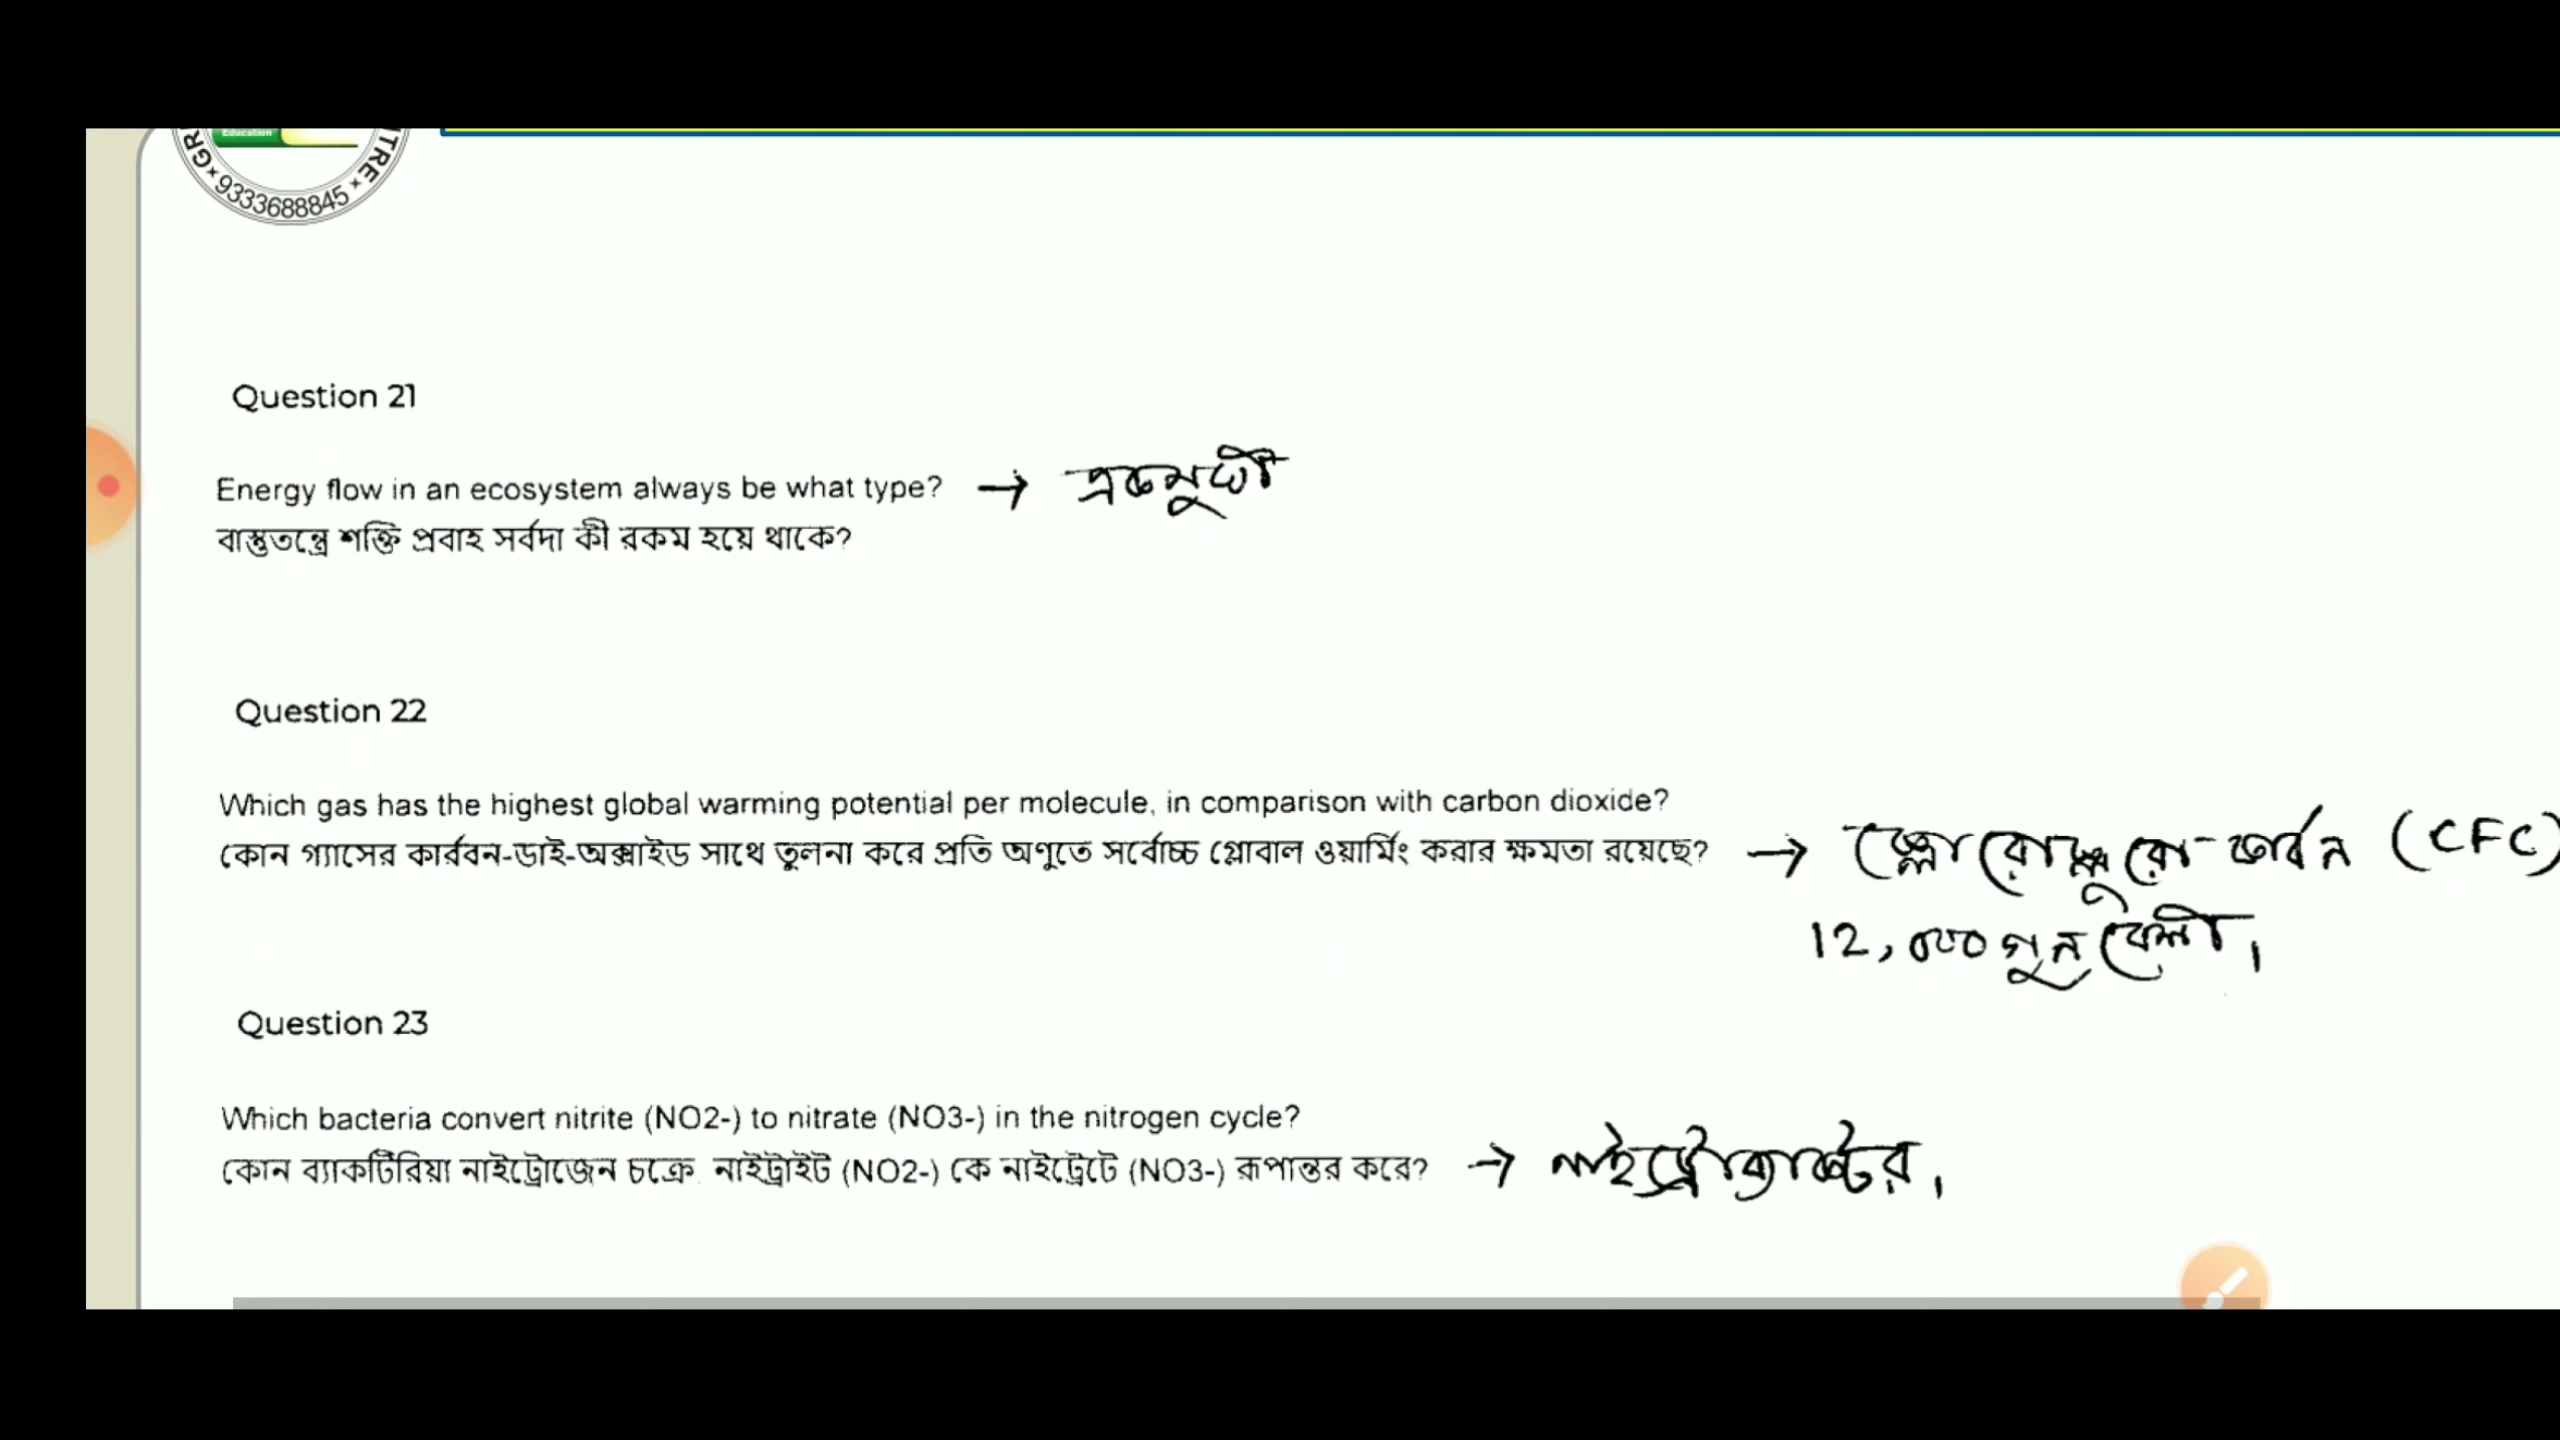 Education
GR
9333688845
TRE
Question 21
Energy flow in an ecosystem always be what type? → একমুখী
বাস্তুতন্ত্রে শক্তি প্রবাহ সর্বদা কী রকম হয়ে থাকে?
Question 22
Which gas has the highest global warming potential per molecule, in comparison with carbon dioxide?
কোন গ্যাসের কার্রবন-ডাই-অক্সাইড সাথে তুলনা করে প্রতি অণুতে সর্বোচ্চ গ্লোবাল ওয়ার্মিং করার ক্ষমতা রয়েছে? → ক্লোরোফ্লুরো-কার্বন (CFC)
12,000 গুন বেশী।
Question 23
Which bacteria convert nitrite (NO2-) to nitrate (NO3-) in the nitrogen cycle?
কোন ব্যাকটিরিয়া নাইট্রোজেন চক্রে নাইট্রাইট (NO2-) কে নাইট্রেটে (NO3-) রূপান্তর করে? → নাইট্রোব্যাক্টর।